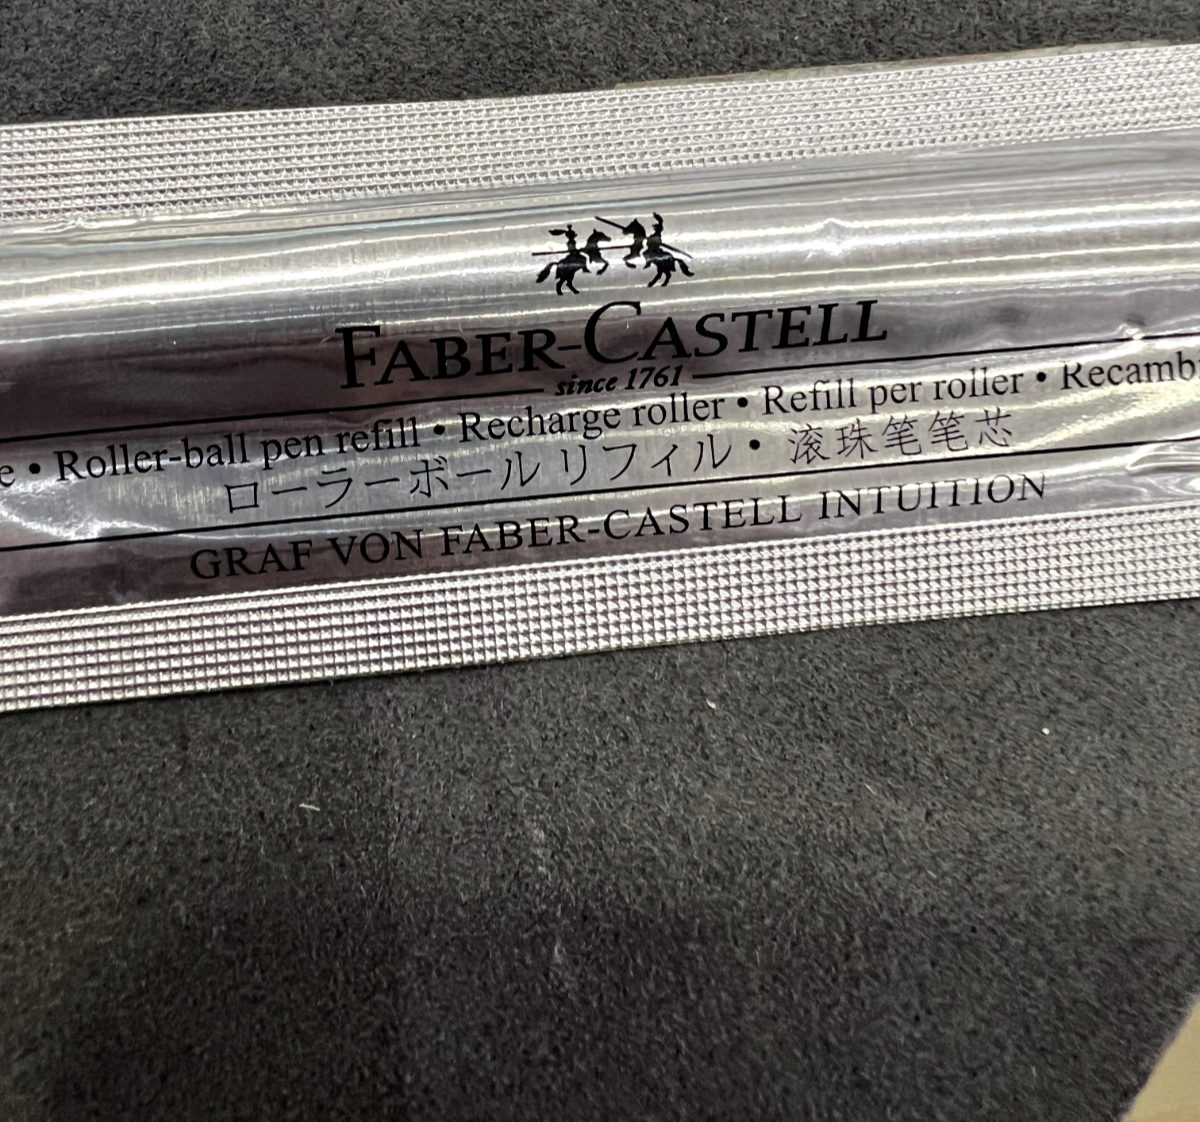 FABER-CASTELL
since 1761
e • Roller-ball pen refill • Recharge roller • Refill per roller • Recamb
ローラーボール リフィル • 滚珠笔笔芯
GRAF VON FABER-CASTELL INTUITION